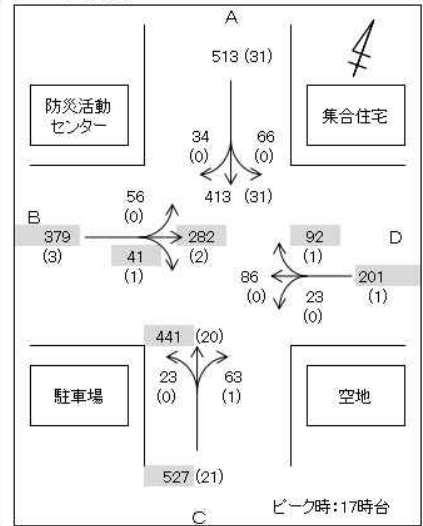 A
513 (31)
防災活動
センター
集合住宅
34
(0)
66
(0)
413 (31)
56
(0)
B
379
(3)
282
(2)
41
(1)
92
(1)
D
86
(0)
201
(1)
23
(0)
441 (20)
駐車場
23
(0)
63
(1)
空地
527 (21)
C
ピーク時:17時台